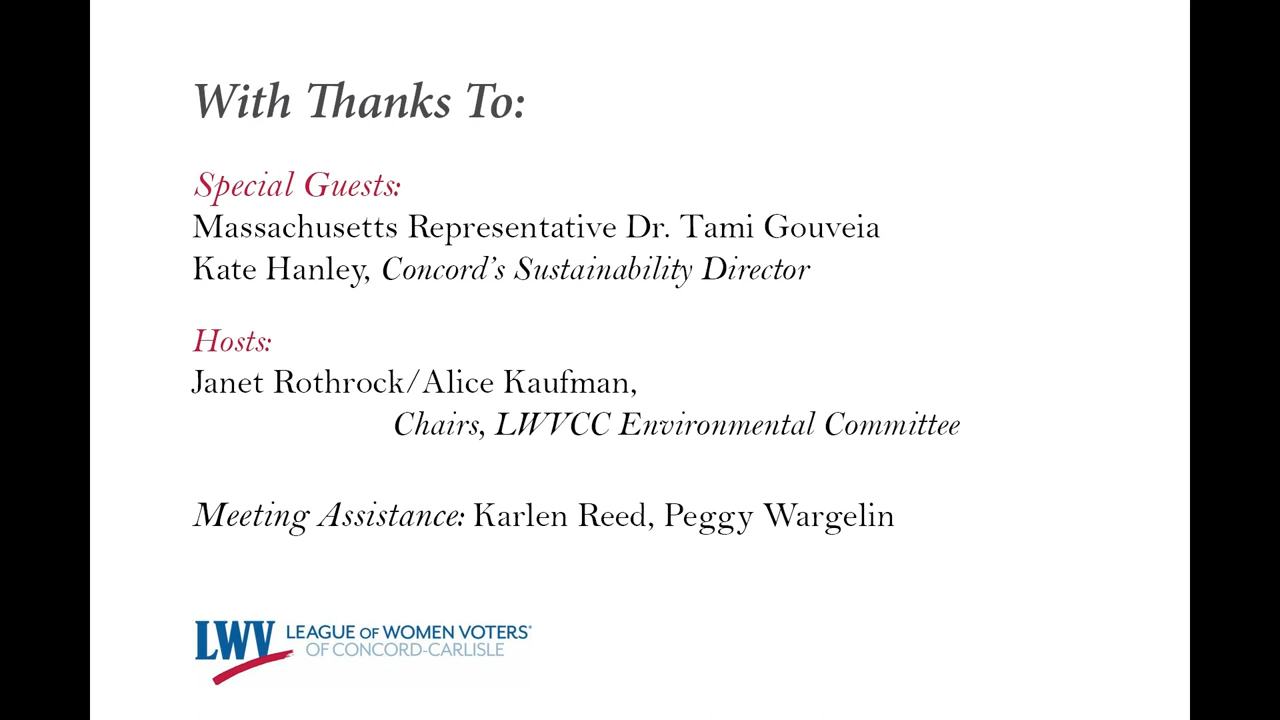 With Thanks To:
Special Guests:
Massachusetts Representative Dr. Tami Gouveia
Kate Hanley, Concord’s Sustainability Director
Hosts:
Janet Rothrock/Alice Kaufman,
Chairs, LWVCC Environmental Committee
Meeting Assistance: Karlen Reed, Peggy Wargelin
LWV LEAGUE OF WOMEN VOTERS®
OF CONCORD-CARLISLE